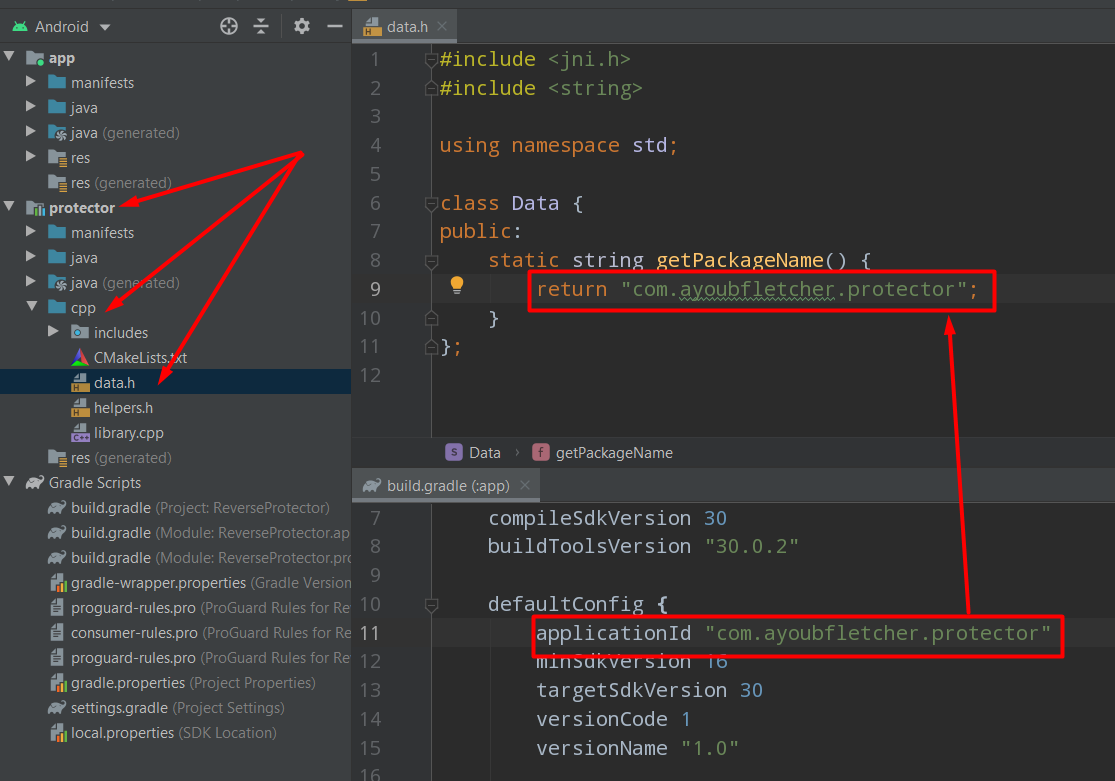 Android
app
manifests
java
java (generated)
res
res (generated)
protector
manifests
java
java (generated)
cpp
includes
CMakeLists.txt
data.h
helpers.h
library.cpp
res (generated)
Gradle Scripts
build.gradle (Project: ReverseProtector)
build.gradle (Module: ReverseProtector.ap
build.gradle (Module: ReverseProtector.pro
gradle-wrapper.properties (Gradle Version
proguard-rules.pro (ProGuard Rules for Re
consumer-rules.pro (ProGuard Rules for Re
proguard-rules.pro (ProGuard Rules for Re
gradle.properties (Project Properties)
settings.gradle (Project Settings)
local.properties (SDK Location)
data.h
1 #include <jni.h>
2 #include <string>
3
4 using namespace std;
5
6 class Data {
7 public:
8 static string getPackageName() {
9 return "com.ayoubfletcher.protector";
10 }
11 };
12
S Data › f getPackageName
build.gradle (:app)
7 compileSdkVersion 30
8 buildToolsVersion "30.0.2"
9
10 defaultConfig {
11 applicationId "com.ayoubfletcher.protector"
12 minSdkVersion 16
13 targetSdkVersion 30
14 versionCode 1
15 versionName "1.0"
16